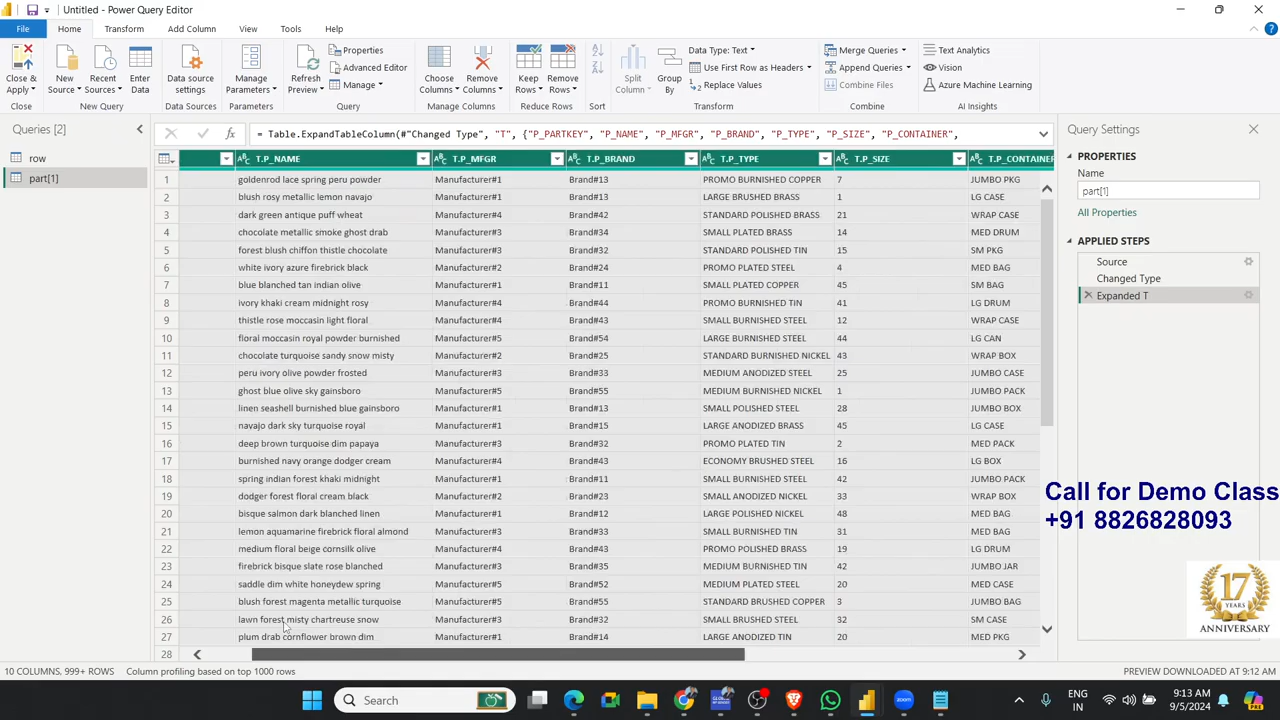 Untitled - Power Query Editor
File Home Transform Add Column View Tools Help
Close & Apply New Source Recent Sources Enter Data Data source settings Manage Parameters Refresh Preview Properties Advanced Editor Manage Choose Columns Remove Columns Keep Rows Remove Rows Split Column Group By Data Type: Text Use First Row as Headers Replace Values Merge Queries Append Queries Combine Files Text Analytics Vision Azure Machine Learning
Close New Query Data Sources Parameters Query Manage Columns Reduce Rows Sort Transform Combine AI Insights
Queries [2]
row
part[1]
= Table.ExpandTableColumn(#"Changed Type", "T", {"P_PARTKEY", "P_NAME", "P_MFGR", "P_BRAND", "P_TYPE", "P_SIZE", "P_CONTAINER",
T.P_NAME T.P_MFGR T.P_BRAND T.P_TYPE T.P_SIZE T.P_CONTAINER
1 goldenrod lace spring peru powder Manufacturer#1 Brand#13 PROMO BURNISHED COPPER 7 JUMBO PKG
2 blush rosy metallic lemon navajo Manufacturer#1 Brand#13 LARGE BRUSHED BRASS 1 LG CASE
3 dark green antique puff wheat Manufacturer#4 Brand#42 STANDARD POLISHED BRASS 21 WRAP CASE
4 chocolate metallic smoke ghost drab Manufacturer#3 Brand#34 SMALL PLATED BRASS 14 MED DRUM
5 forest blush chiffon thistle chocolate Manufacturer#3 Brand#32 STANDARD POLISHED TIN 15 SM PKG
6 white ivory azure firebrick black Manufacturer#2 Brand#24 PROMO PLATED STEEL 4 MED BAG
7 blue blanched tan indian olive Manufacturer#1 Brand#11 SMALL PLATED COPPER 45 SM BAG
8 ivory khaki cream midnight rosy Manufacturer#4 Brand#44 PROMO BURNISHED TIN 41 LG DRUM
9 thistle rose moccasin light floral Manufacturer#4 Brand#43 SMALL BURNISHED STEEL 12 WRAP CASE
10 floral moccasin royal powder burnished Manufacturer#5 Brand#54 LARGE BURNISHED STEEL 44 LG CAN
11 chocolate turquoise sandy snow misty Manufacturer#2 Brand#25 STANDARD BURNISHED NICKEL 43 WRAP BOX
12 peru ivory olive powder frosted Manufacturer#3 Brand#33 MEDIUM ANODIZED STEEL 25 JUMBO CASE
13 ghost blue olive sky gainsboro Manufacturer#5 Brand#55 MEDIUM BURNISHED NICKEL 1 JUMBO PACK
14 linen seashell burnished blue gainsboro Manufacturer#1 Brand#13 SMALL POLISHED STEEL 28 JUMBO BOX
15 navajo dark sky turquoise royal Manufacturer#1 Brand#15 LARGE ANODIZED BRASS 45 LG CASE
16 deep brown turquoise dim papaya Manufacturer#3 Brand#32 PROMO PLATED TIN 2 MED PACK
17 burnished navy orange dodger cream Manufacturer#4 Brand#43 ECONOMY BRUSHED STEEL 16 LG BOX
18 spring indian forest khaki midnight Manufacturer#1 Brand#11 SMALL BURNISHED STEEL 42 JUMBO PACK
19 dodger forest floral cream black Manufacturer#2 Brand#23 SMALL ANODIZED NICKEL 33 WRAP BOX
20 bisque salmon dark blanched linen Manufacturer#1 Brand#12 LARGE POLISHED NICKEL 48 MED BAG
21 lemon aquamarine firebrick floral almond Manufacturer#3 Brand#33 SMALL BURNISHED TIN 31 MED BAG
22 medium floral beige cornsilk olive Manufacturer#4 Brand#43 PROMO POLISHED BRASS 19 LG DRUM
23 firebrick bisque slate rose blanched Manufacturer#3 Brand#35 MEDIUM BURNISHED TIN 42 JUMBO JAR
24 saddle dim white honeydew spring Manufacturer#5 Brand#52 MEDIUM PLATED STEEL 20 MED CASE
25 blush forest magenta metallic turquoise Manufacturer#5 Brand#55 STANDARD BRUSHED COPPER 3 JUMBO BAG
26 lawn forest misty chartreuse snow Manufacturer#3 Brand#32 SMALL BRUSHED STEEL 32 SM CASE
27 plum drab cornflower brown dim Manufacturer#1 Brand#14 LARGE ANODIZED TIN 20 MED PKG
28
Query Settings
PROPERTIES
Name
part[1]
All Properties
APPLIED STEPS
Source
Changed Type
Expanded T
Call for Demo Class
+91 8826828093
17
YEARS
ANNIVERSARY
10 COLUMNS, 999+ ROWS Column profiling based on top 1000 rows PREVIEW DOWNLOADED AT 9:12 AM
Search
ENG
IN
9:13 AM
9/5/2024